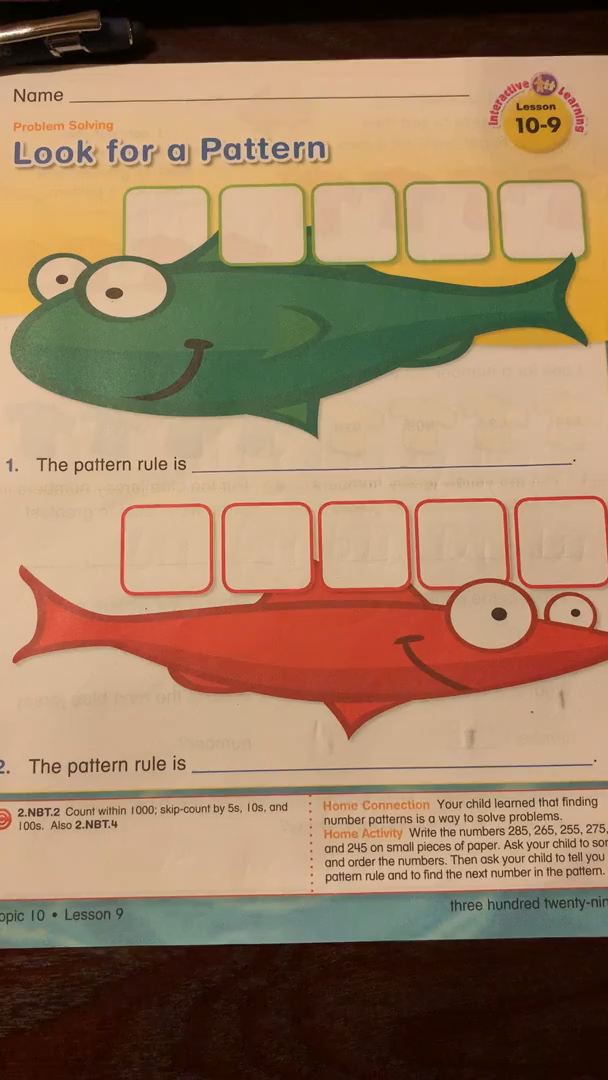 Name
Interactive Learning
Lesson
10-9
Problem Solving
Look for a Pattern
1. The pattern rule is .
2. The pattern rule is .
2.NBT.2 Count within 1000; skip-count by 5s, 10s, and
100s. Also 2.NBT.4
Home Connection Your child learned that finding
number patterns is a way to solve problems.
Home Activity Write the numbers 285, 265, 255, 275,
and 245 on small pieces of paper. Ask your child to
and order the numbers. Then ask your child to tell you
pattern rule and to find the next number in the pattern.
opic 10 • Lesson 9
three hundred twenty-nin